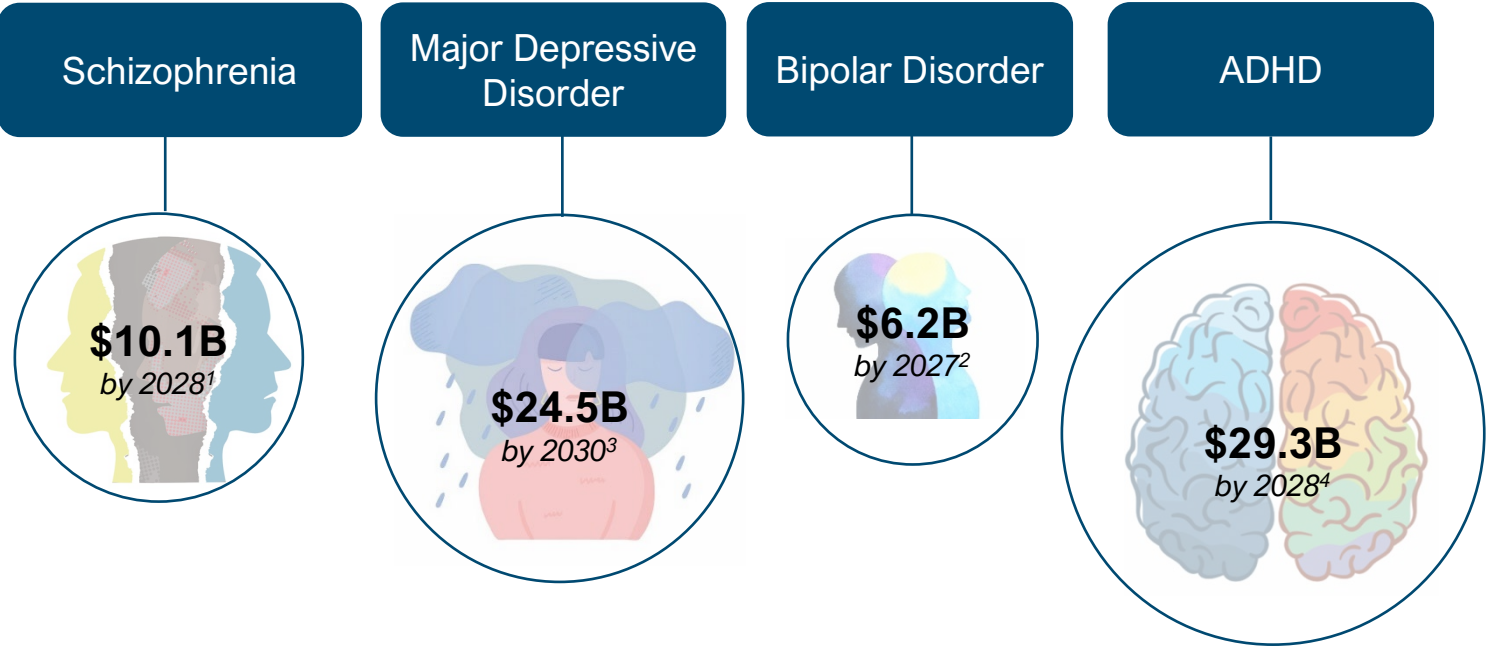 Schizophrenia
Major Depressive
Disorder
Bipolar Disorder
ADHD
$10.1B
by 2028¹
$24.5B
by 2030³
$6.2B
by 2027²
$29.3B
by 2028⁴